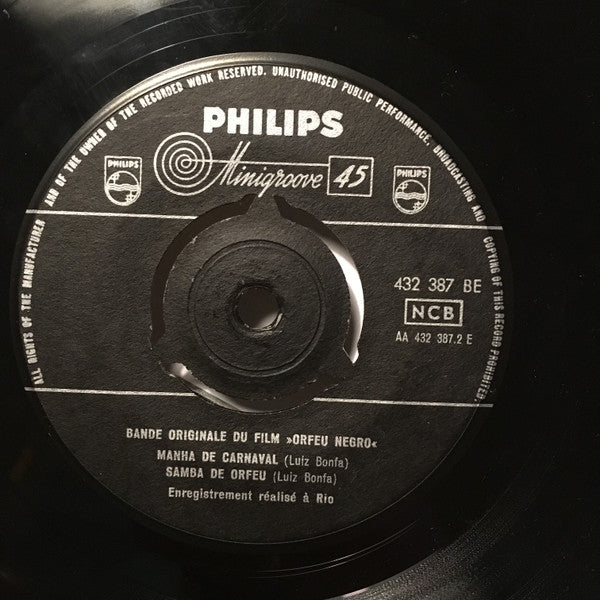 ALL RIGHTS OF THE MANUFACTURER AND OF THE OWNER OF THE RECORDED WORK RESERVED. UNAUTHORISED PUBLIC PERFORMANCE, BROADCASTING AND COPYING OF THIS RECORD PROHIBITED.
PHILIPS
PHILIPS
Minigroove 45
PHILIPS
432 387 BE
NCB
AA 432 387.2 E
BANDE ORIGINALE DU FILM »ORFEU NEGRO«
MANHA DE CARNAVAL (Luiz Bonfa)
SAMBA DE ORFEU (Luiz Bonfa)
Enregistrement réalisé à Rio